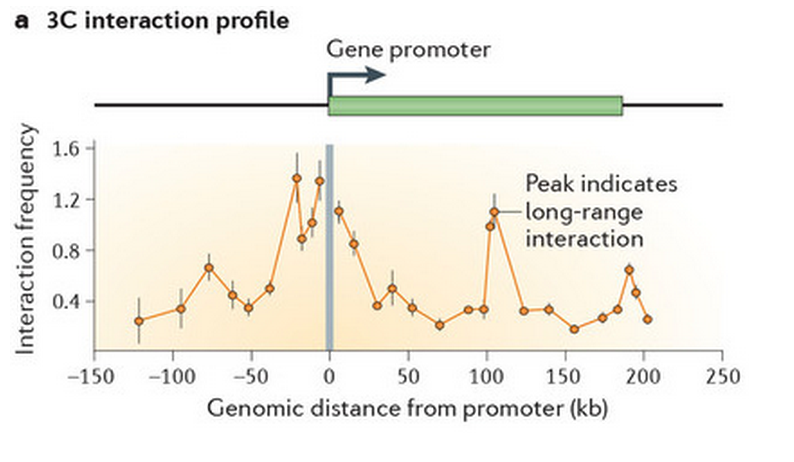 a 3C interaction profile
Gene promoter
Interaction frequency
1.6
1.2
0.8
0.4
Peak indicates
long-range
interaction
−150 −100 −50 0 50 100 150 200 250
Genomic distance from promoter (kb)